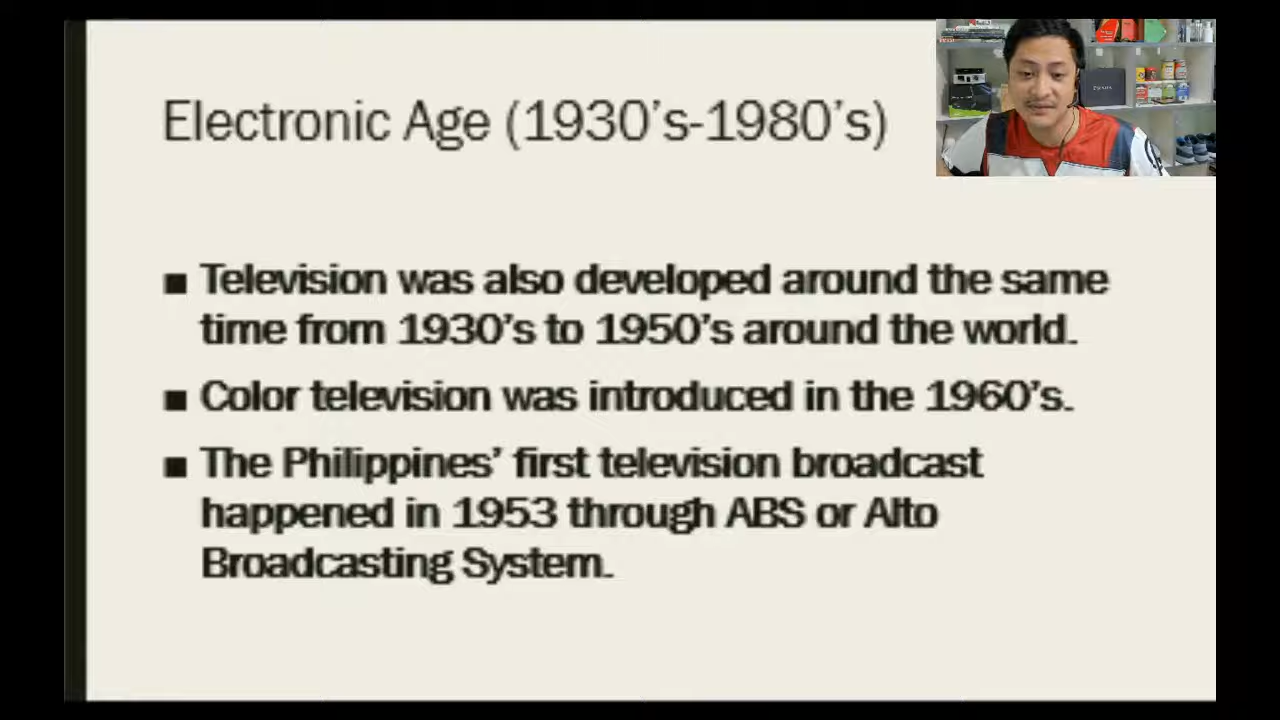 Electronic Age (1930's-1980's)
■ Television was also developed around the same
time from 1930's to 1950's around the world.
■ Color television was introduced in the 1960's.
■ The Philippines' first television broadcast
happened in 1953 through ABS or Alto
Broadcasting System.